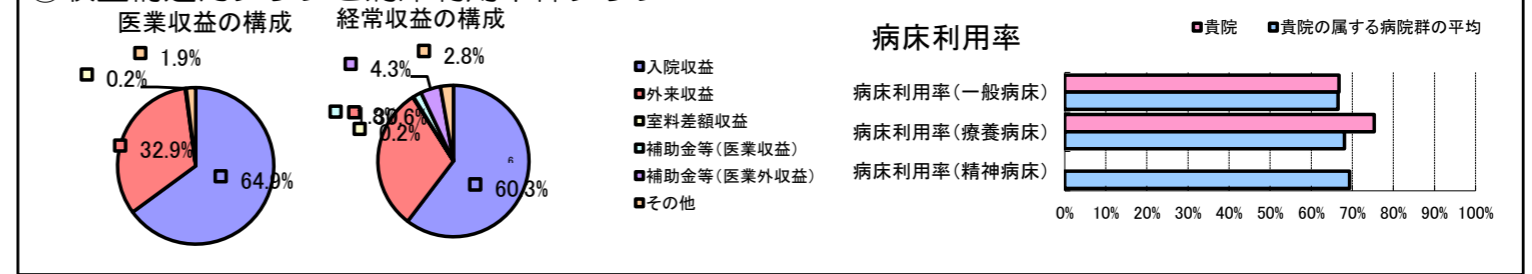 医業収益の構成
1.9%
0.2%
32.9%
64.9%
経常収益の構成
2.8%
4.3%
0.2%
60.3%
入院収益
外来収益
室料差額収益
補助金等(医業収益)
補助金等(医業外収益)
その他
病床利用率
貴院
貴院の属する病院群の平均
病床利用率(一般病床)
病床利用率(療養病床)
病床利用率(精神病床)
0% 10% 20% 30% 40% 50% 60% 70% 80% 90% 100%